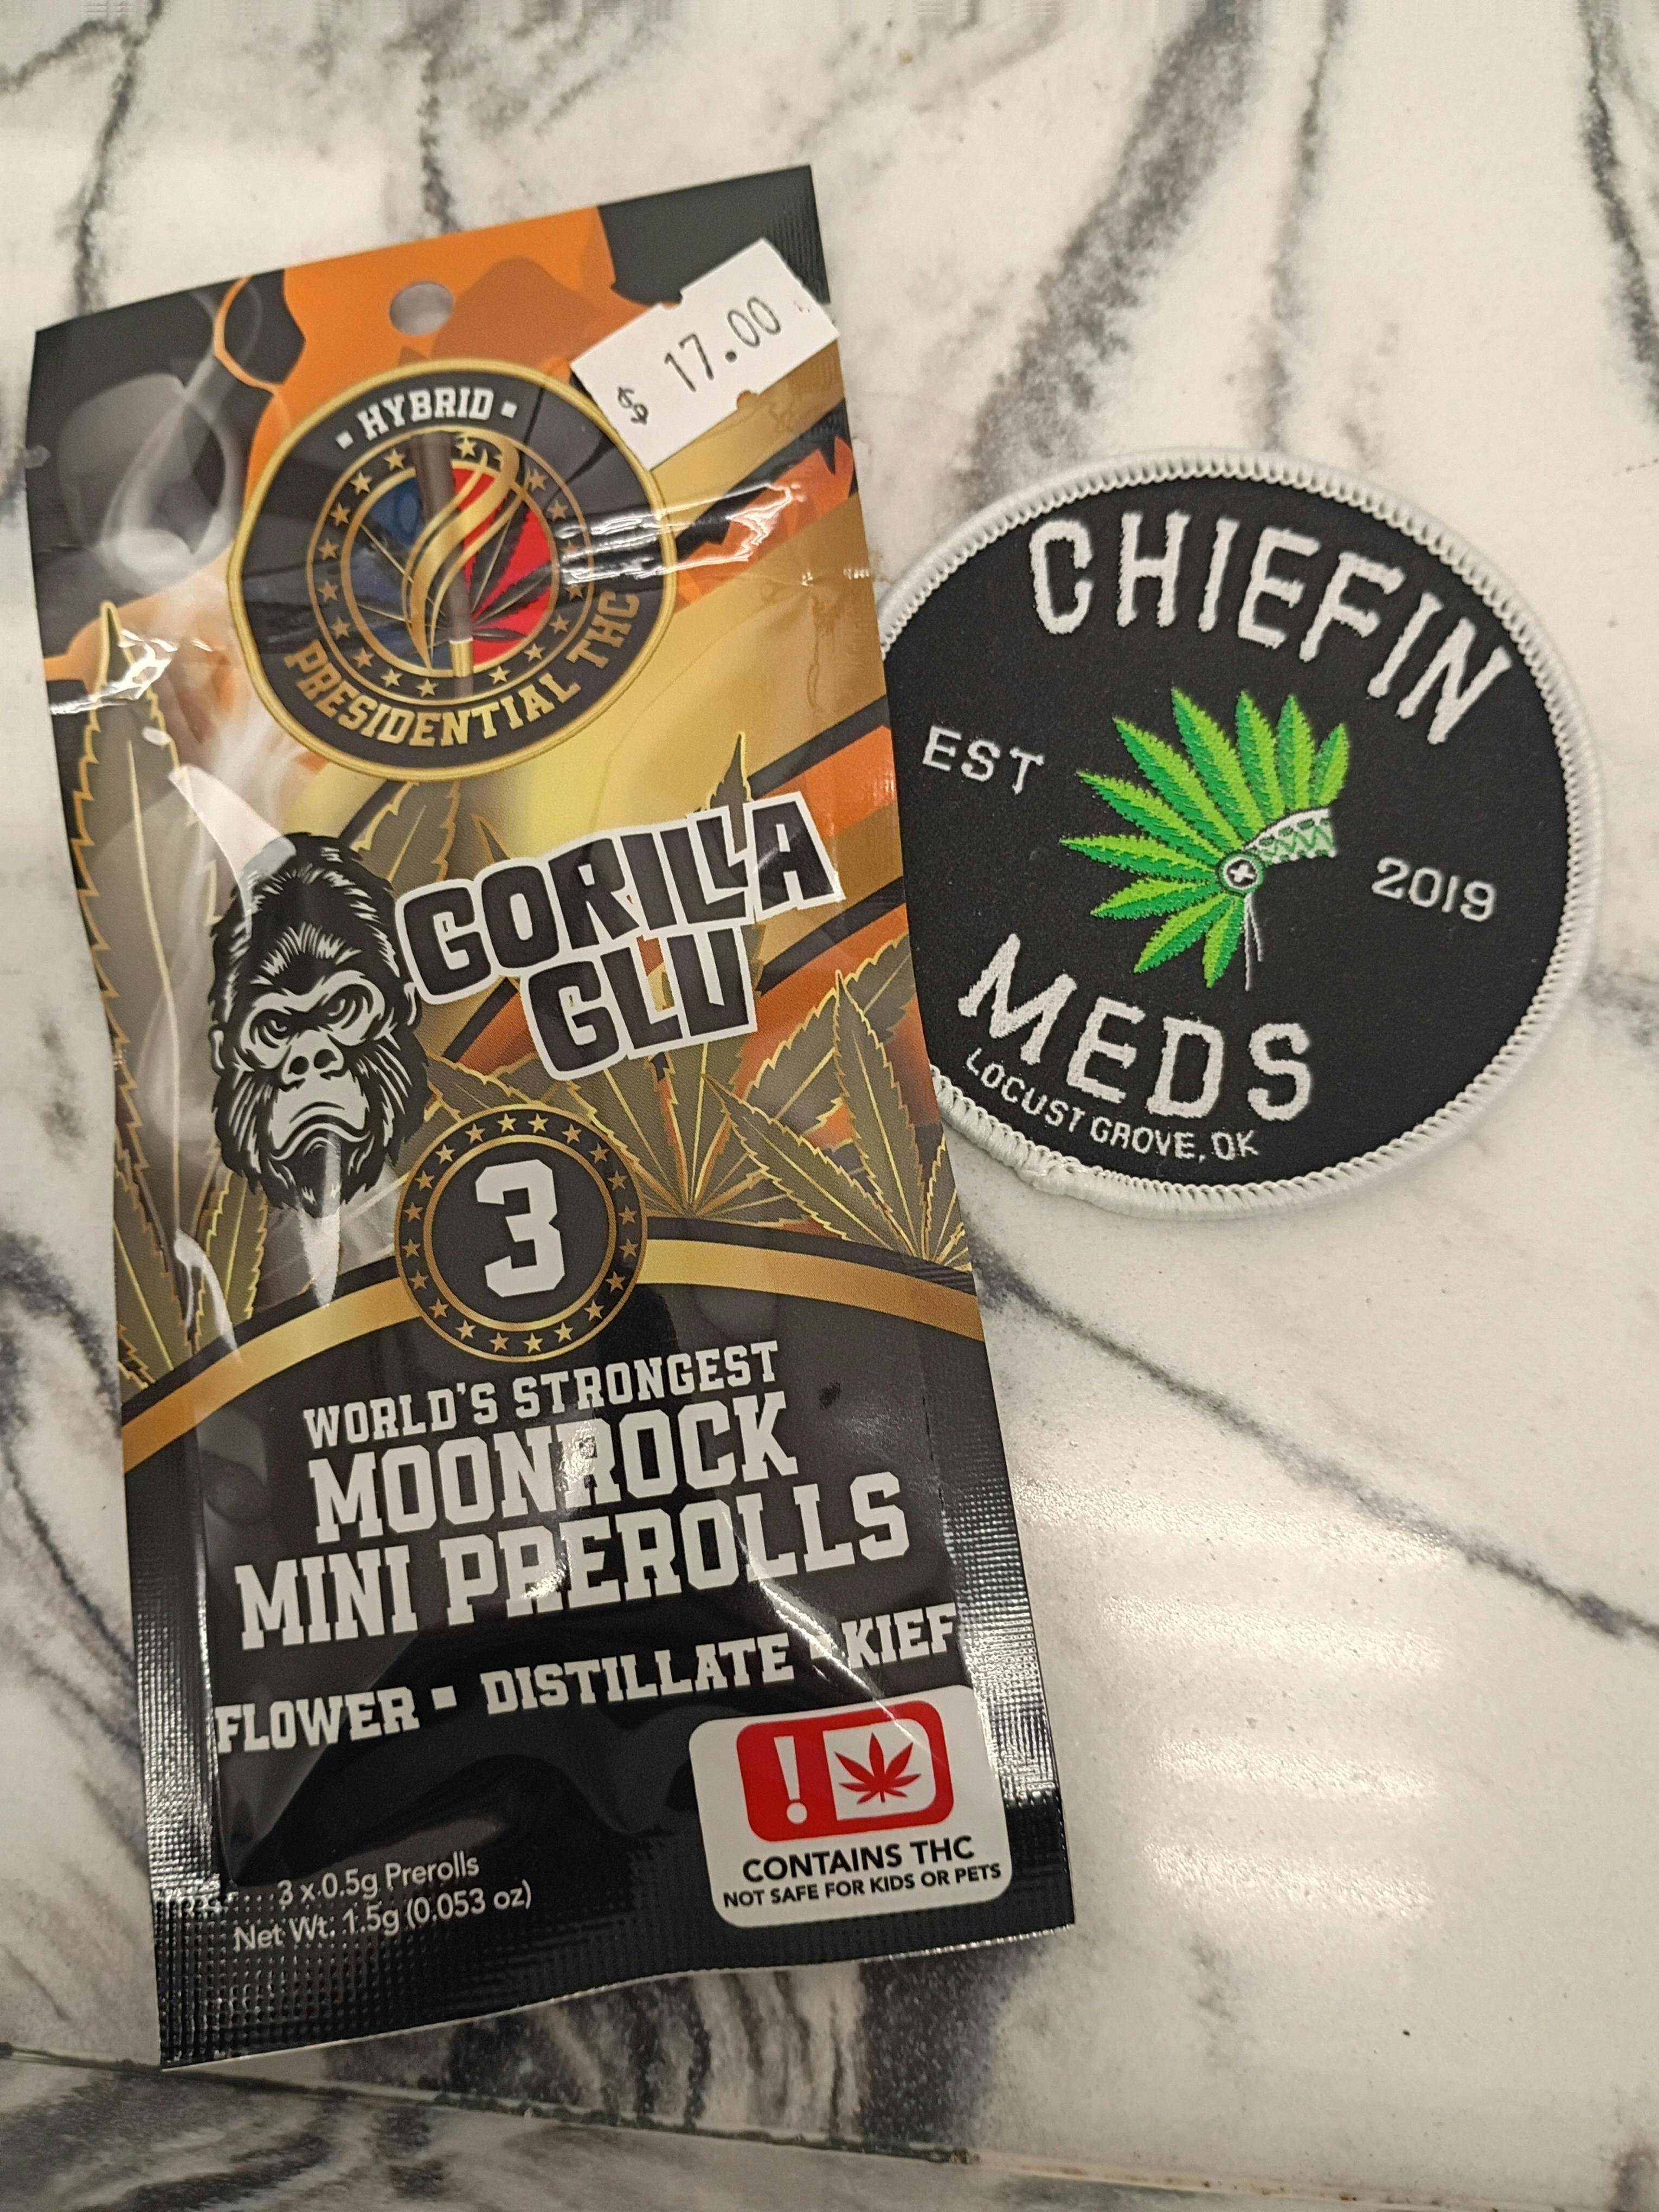 $ 17.00
HYBRID
PRESIDENTIAL THC
GORILLA
GLU
3
WORLD'S STRONGEST
MOONROCK
MINI PREROLLS
FLOWER ▪ DISTILLATE ▪ KIEF
3 x 0.5g Prerolls
Net Wt. 1.5g (0.053 oz)
!
CONTAINS THC
NOT SAFE FOR KIDS OR PETS
CHIEFIN
EST 2019
MEDS
LOCUST GROVE, OK